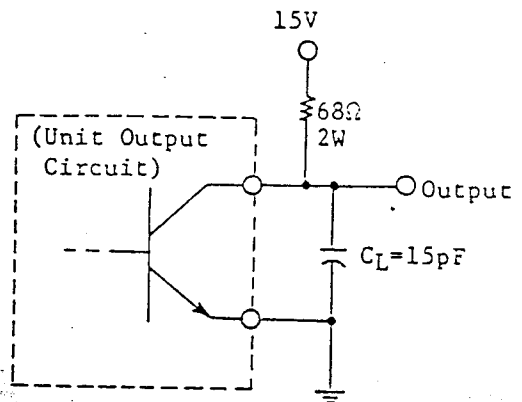 15V
68Ω
2W
(Unit Output
Circuit)
Output
CL=15pF